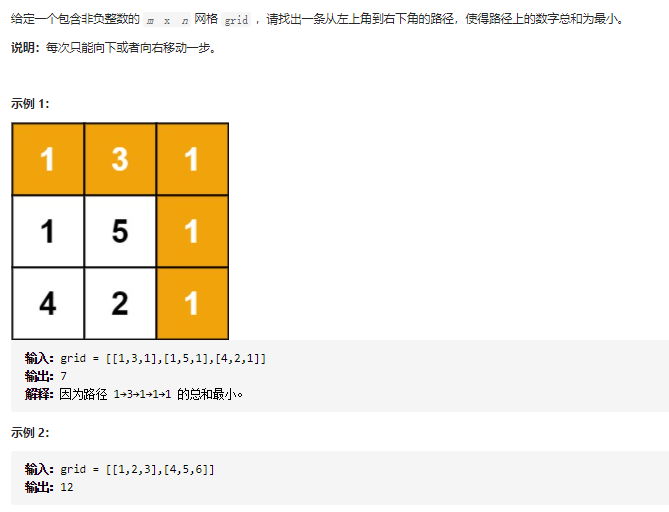 给定一个包含非负整数的 m x n 网格 grid ，请找出一条从左上角到右下角的路径，使得路径上的数字总和为最小。
说明：每次只能向下或者向右移动一步。
示例 1：
1 3 1
1 5 1
4 2 1
输入：grid = [[1,3,1],[1,5,1],[4,2,1]]
输出：7
解释：因为路径 1→3→1→1→1 的总和最小。
示例 2：
输入：grid = [[1,2,3],[4,5,6]]
输出：12